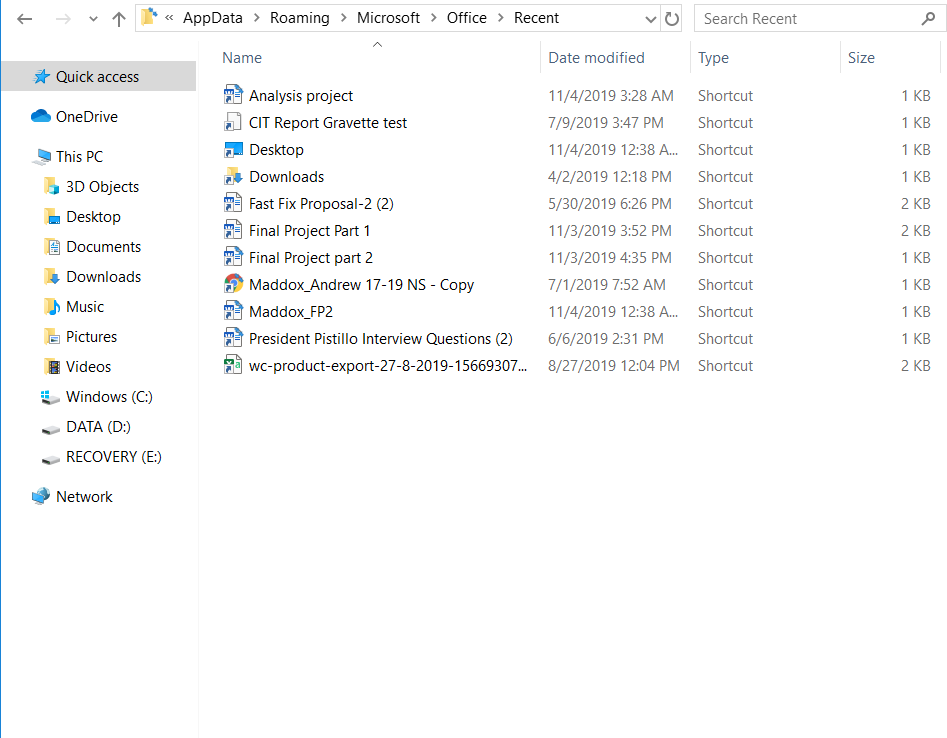 « AppData > Roaming > Microsoft > Office > Recent
Search Recent
Name Date modified Type Size
Quick access
OneDrive
This PC
3D Objects
Desktop
Documents
Downloads
Music
Pictures
Videos
Windows (C:)
DATA (D:)
RECOVERY (E:)
Network
Analysis project 11/4/2019 3:28 AM Shortcut 1 KB
CIT Report Gravette test 7/9/2019 3:47 PM Shortcut 1 KB
Desktop 11/4/2019 12:38 A... Shortcut 1 KB
Downloads 4/2/2019 12:18 PM Shortcut 1 KB
Fast Fix Proposal-2 (2) 5/30/2019 6:26 PM Shortcut 2 KB
Final Project Part 1 11/3/2019 3:52 PM Shortcut 2 KB
Final Project part 2 11/3/2019 4:35 PM Shortcut 1 KB
Maddox_Andrew 17-19 NS - Copy 7/1/2019 7:52 AM Shortcut 1 KB
Maddox_FP2 11/4/2019 12:38 A... Shortcut 1 KB
President Pistillo Interview Questions (2) 6/6/2019 2:31 PM Shortcut 1 KB
wc-product-export-27-8-2019-15669307... 8/27/2019 12:04 PM Shortcut 2 KB